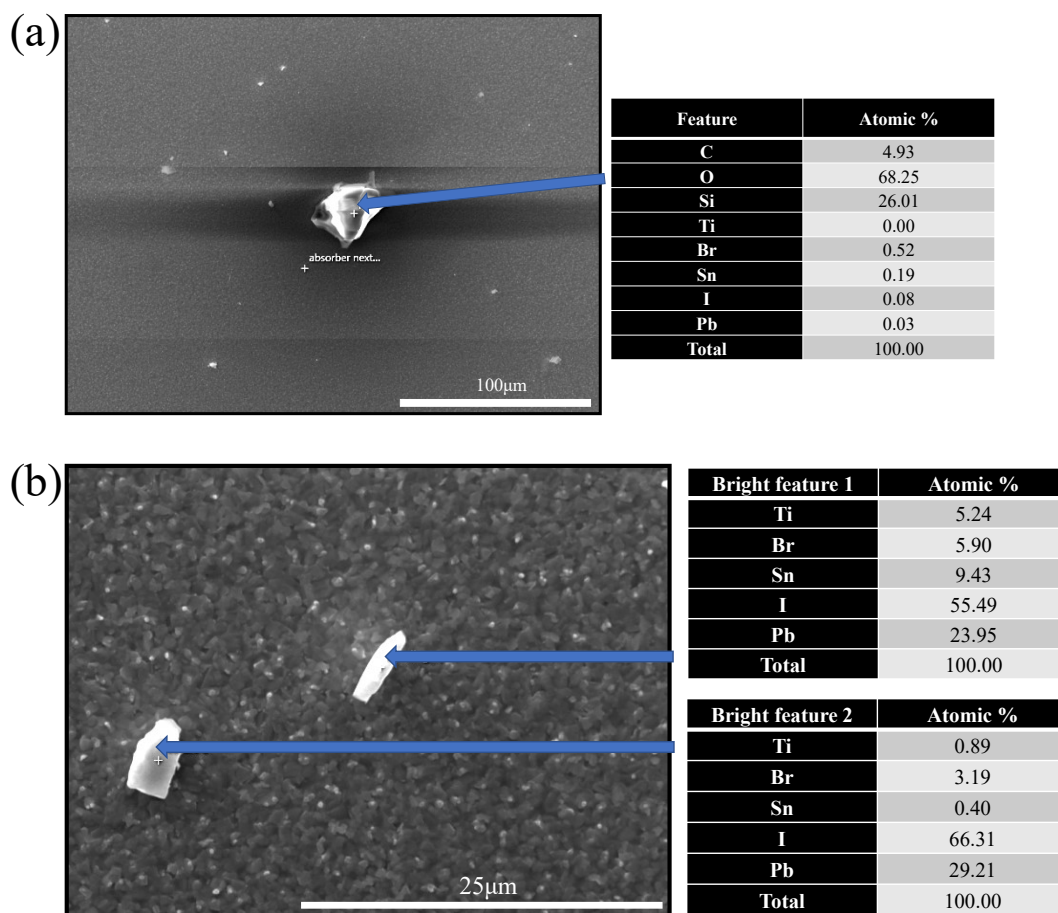 (a)
Feature Atomic %
C 4.93
O 68.25
Si 26.01
Ti 0.00
Br 0.52
Sn 0.19
I 0.08
Pb 0.03
Total 100.00
absorber next...
100μm
(b)
Bright feature 1 Atomic %
Ti 5.24
Br 5.90
Sn 9.43
I 55.49
Pb 23.95
Total 100.00
Bright feature 2 Atomic %
Ti 0.89
Br 3.19
Sn 0.40
I 66.31
Pb 29.21
Total 100.00
25μm